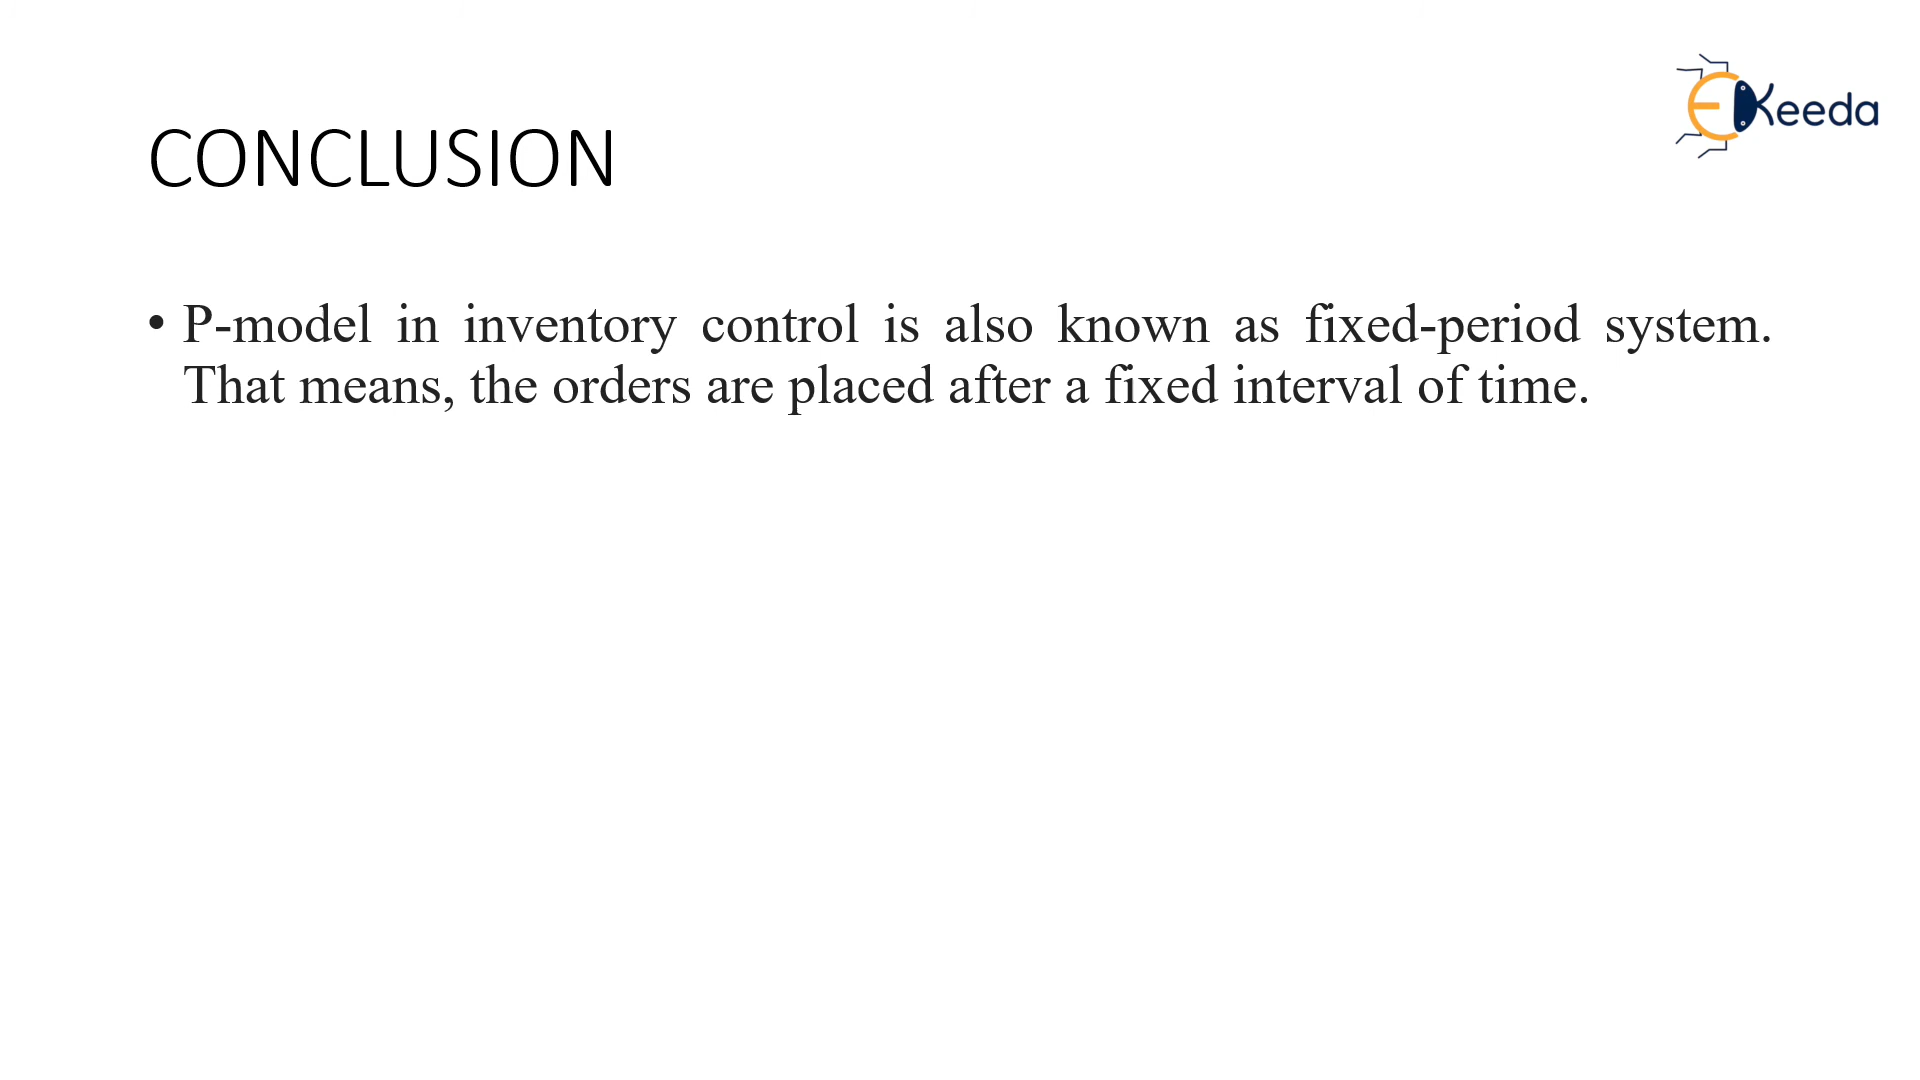 EKeeda
CONCLUSION
• P-model in inventory control is also known as fixed-period system.
That means, the orders are placed after a fixed interval of time.